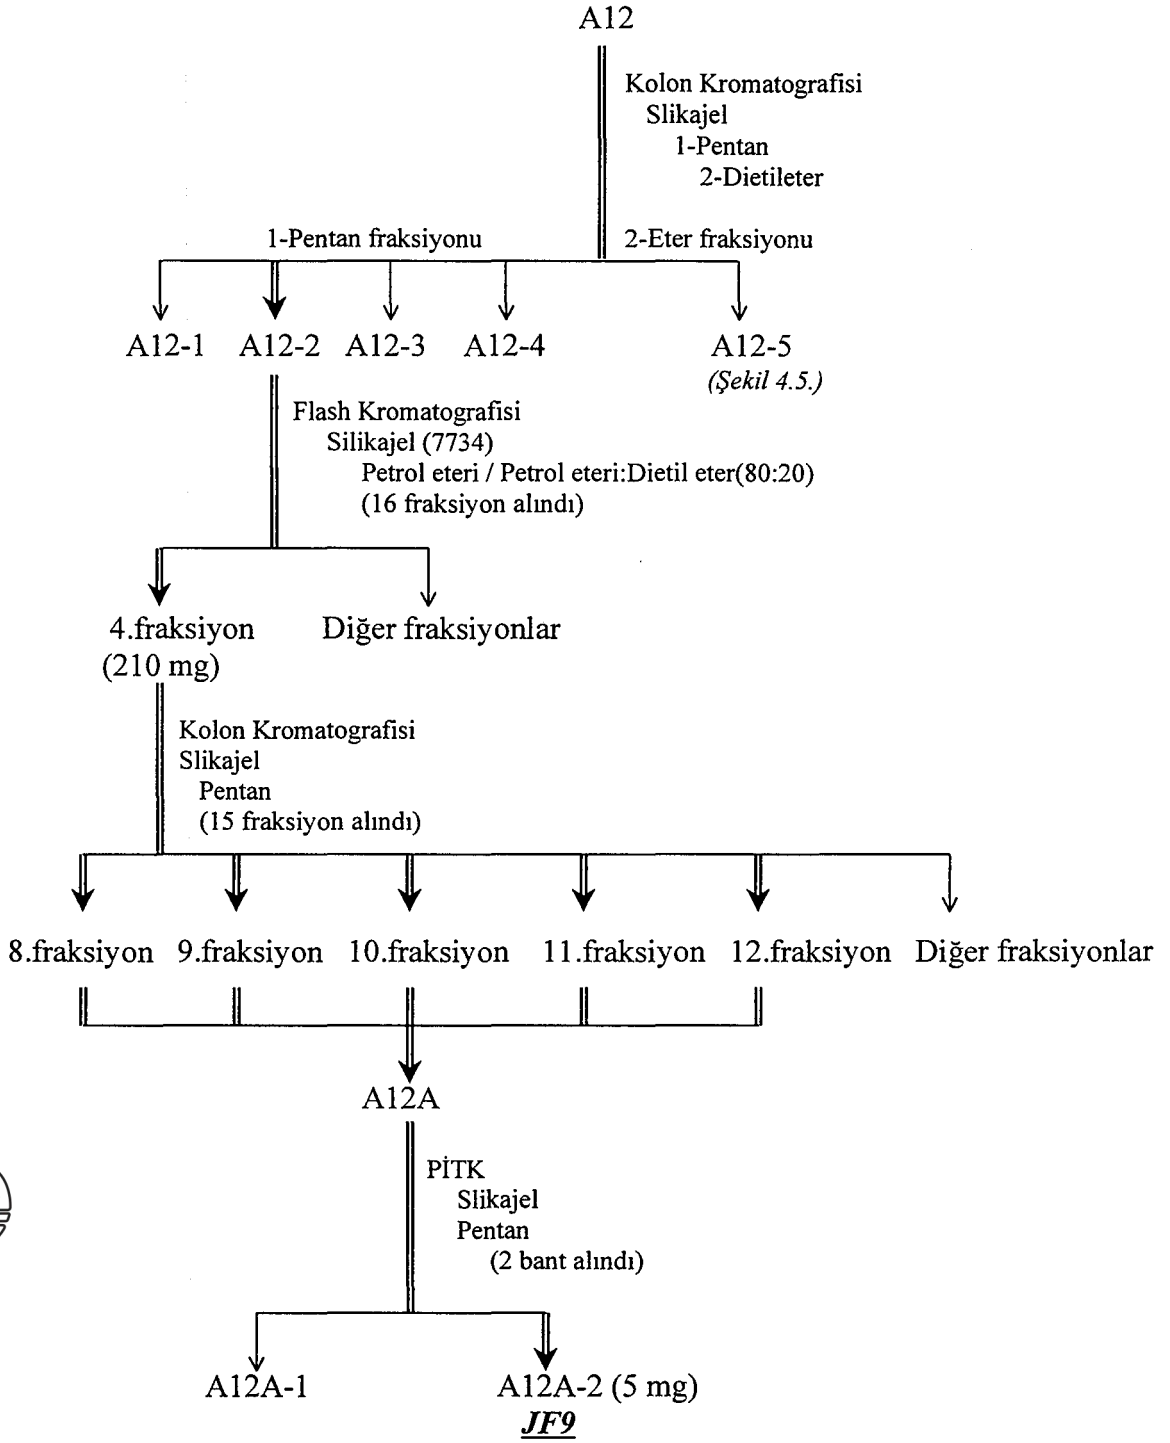 A12
Kolon Kromatografisi
Slikajel
1-Pentan
2-Dietileter
1-Pentan fraksiyonu
2-Eter fraksiyonu
A12-1 A12-2 A12-3 A12-4 A12-5
(Şekil 4.5.)
Flash Kromatografisi
Silikajel (7734)
Petrol eteri / Petrol eteri:Dietil eter(80:20)
(16 fraksiyon alındı)
4.fraksiyon Diğer fraksiyonlar
(210 mg)
Kolon Kromatografisi
Slikajel
Pentan
(15 fraksiyon alındı)
8.fraksiyon 9.fraksiyon 10.fraksiyon 11.fraksiyon 12.fraksiyon Diğer fraksiyonlar
A12A
PİTK
Slikajel
Pentan
(2 bant alındı)
A12A-1 A12A-2 (5 mg)
JF9